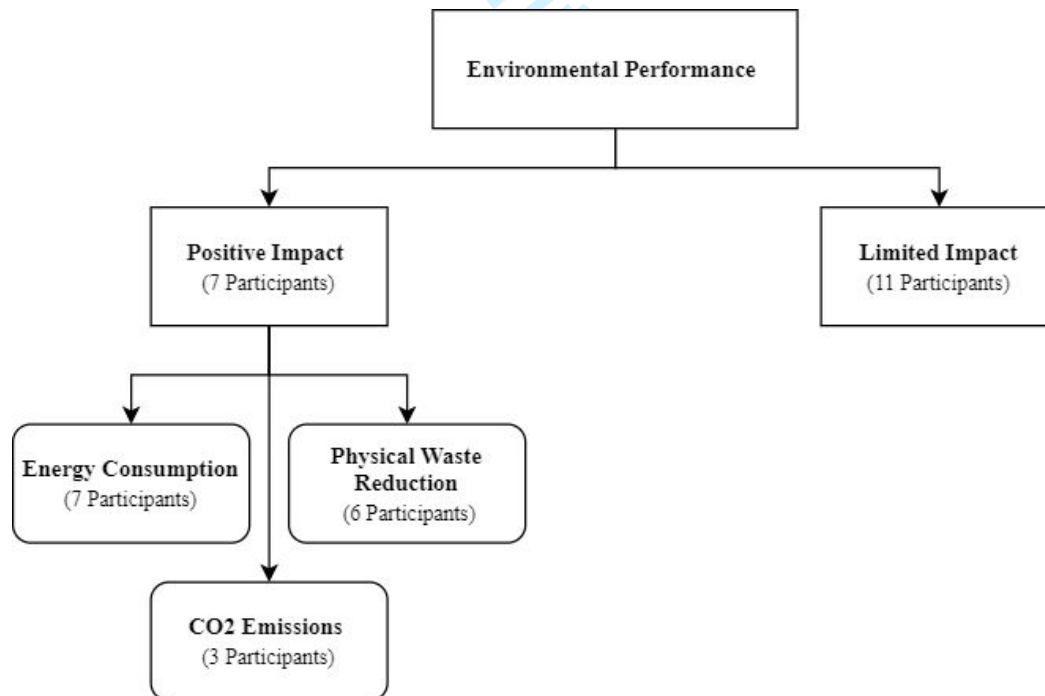 Environmental Performance
Positive Impact
(7 Participants)
Limited Impact
(11 Participants)
Energy Consumption
(7 Participants)
Physical Waste
Reduction
(6 Participants)
CO2 Emissions
(3 Participants)